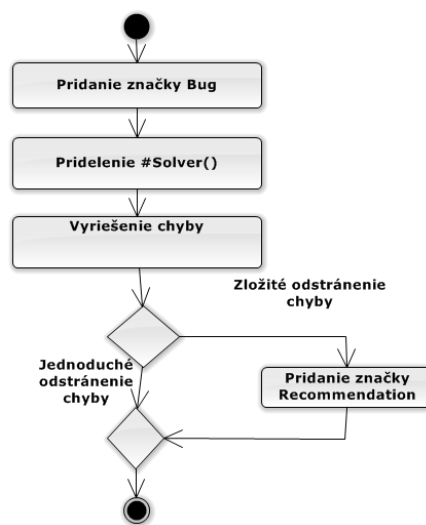 Pridanie značky Bug
Pridelenie #Solver()
Vyriešenie chyby
Zložité odstránenie
chyby
Jednoduché
odstránenie
chyby
Pridanie značky
Recommendation